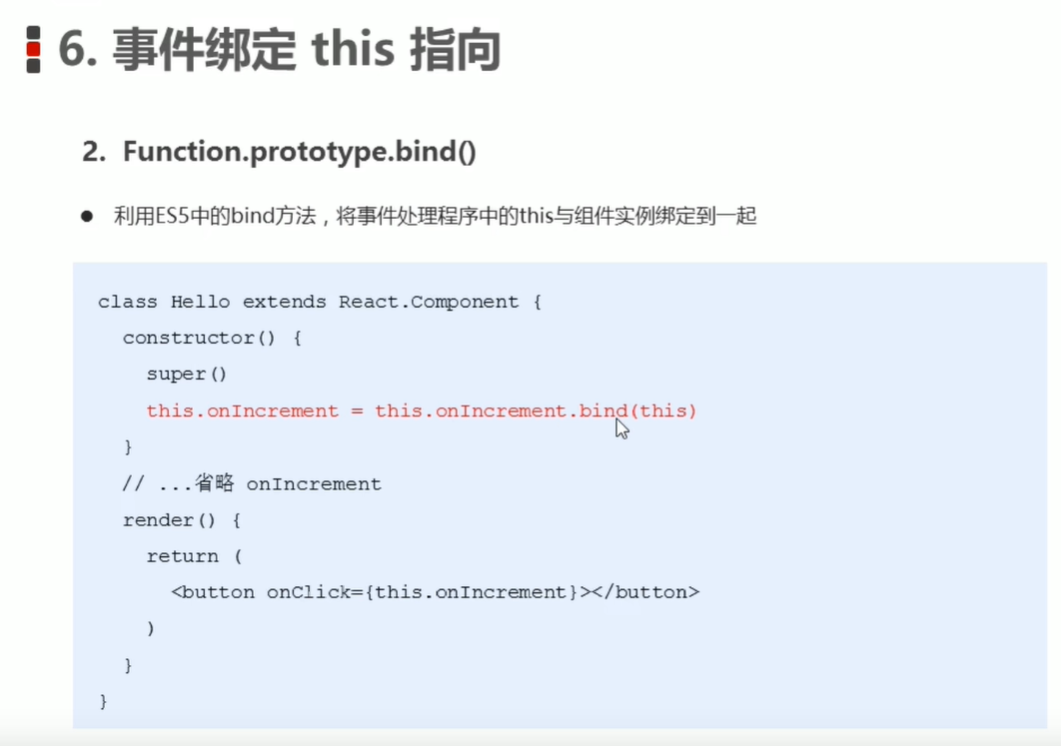 6. 事件绑定 this 指向
2. Function.prototype.bind()
● 利用ES5中的bind方法，将事件处理程序中的this与组件实例绑定到一起
class Hello extends React.Component {
constructor() {
super()
this.onIncrement = this.onIncrement.bind(this)
}
// ...省略 onIncrement
render() {
return (
<button onClick={this.onIncrement}></button>
)
}
}